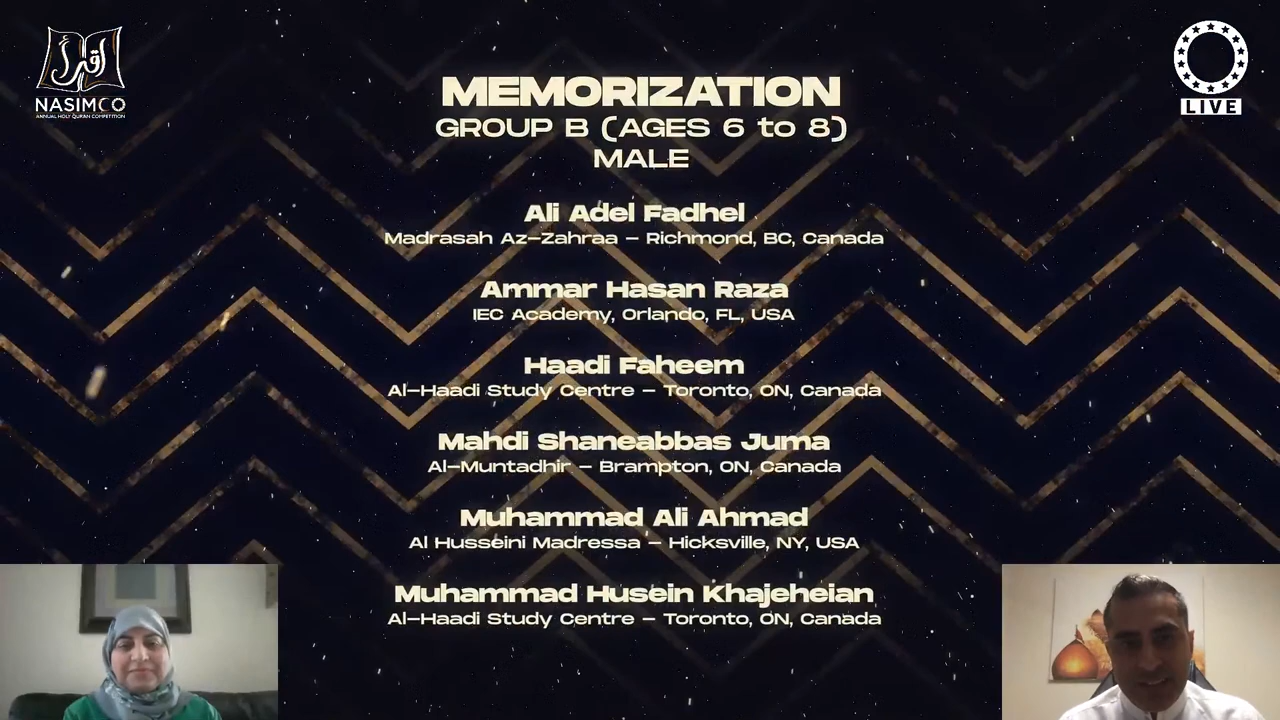 اقرأ
NASIMCO
ANNUAL HOLY QURAN COMPETITION
LIVE
MEMORIZATION
GROUP B (AGES 6 to 8)
MALE
Ali Adel Fadhel
Madrasah Az-Zahraa - Richmond, BC, Canada
Ammar Hasan Raza
IEC Academy, Orlando, FL, USA
Haadi Faheem
Al-Haadi Study Centre - Toronto, ON, Canada
Mahdi Shaneabbas Juma
Al-Muntadhir - Brampton, ON, Canada
Muhammad Ali Ahmad
Al Husseini Madressa - Hicksville, NY, USA
Muhammad Husein Khajeheian
Al-Haadi Study Centre - Toronto, ON, Canada